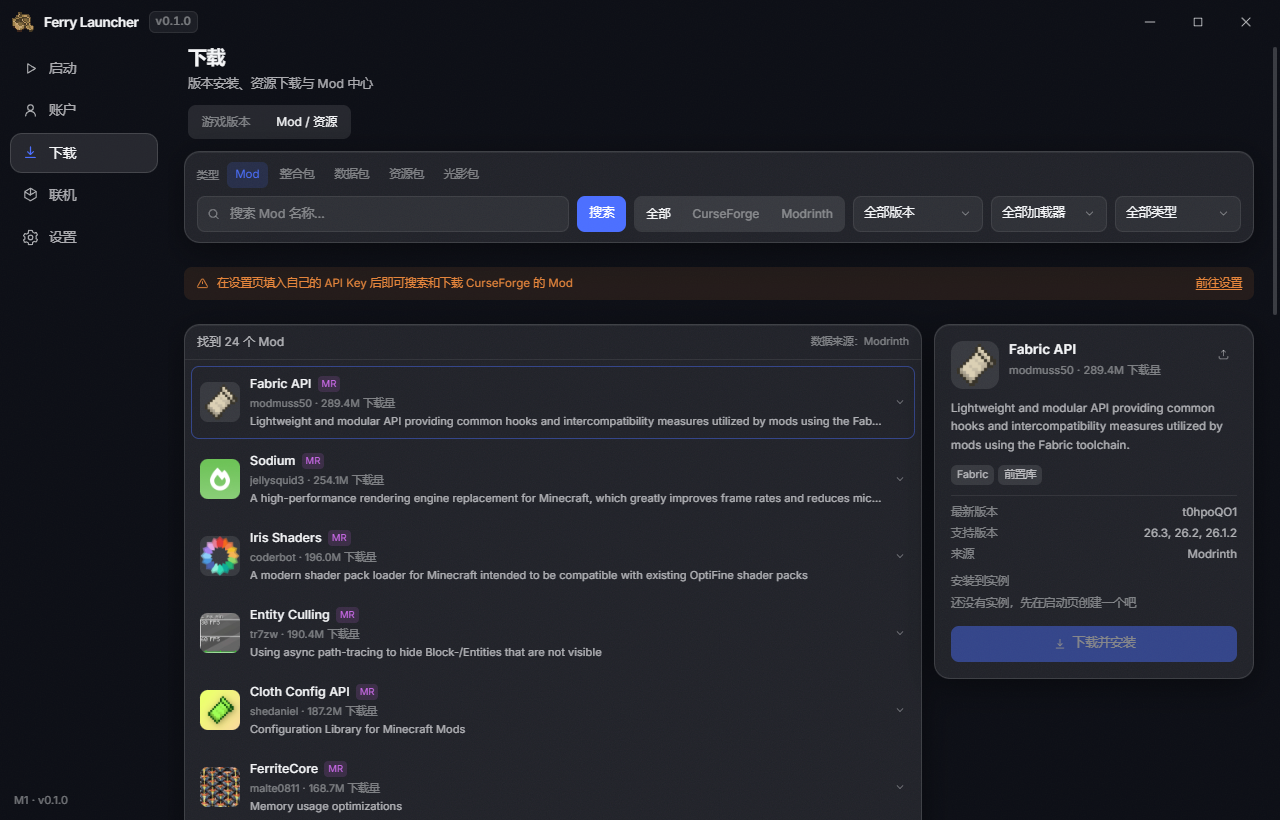 Ferry Launcher v0.1.0
启动
账户
下载
联机
设置
M1 · v0.1.0
下载
版本安装、资源下载与 Mod 中心
游戏版本 Mod / 资源
类型 Mod 整合包 数据包 资源包 光影包
搜索 Mod 名称... 搜索 全部 CurseForge Modrinth 全部版本 全部加载器 全部类型
在设置页填入自己的 API Key 后即可搜索和下载 CurseForge 的 Mod 前往设置
找到 24 个 Mod 数据来源：Modrinth
Fabric API MR
modmuss50 · 289.4M 下载量
Lightweight and modular API providing common hooks and intercompatibility measures utilized by mods using the Fab...
Sodium MR
jellysquid3 · 254.1M 下载量
A high-performance rendering engine replacement for Minecraft, which greatly improves frame rates and reduces mic...
Iris Shaders MR
coderbot · 196.0M 下载量
A modern shader pack loader for Minecraft intended to be compatible with existing OptiFine shader packs
Entity Culling MR
tr7zw · 190.4M 下载量
Using async path-tracing to hide Block-/Entities that are not visible
Cloth Config API MR
shedaniel · 187.2M 下载量
Configuration Library for Minecraft Mods
FerriteCore MR
malte0811 · 168.7M 下载量
Memory usage optimizations
Fabric API
modmuss50 · 289.4M 下载量
Lightweight and modular API providing common
hooks and intercompatibility measures utilized by
mods using the Fabric toolchain.
Fabric 前置库
最新版本 t0hpoQO1
支持版本 26.3, 26.2, 26.1.2
来源 Modrinth
安装到实例
还没有实例，先在启动页创建一个吧
下载并安装